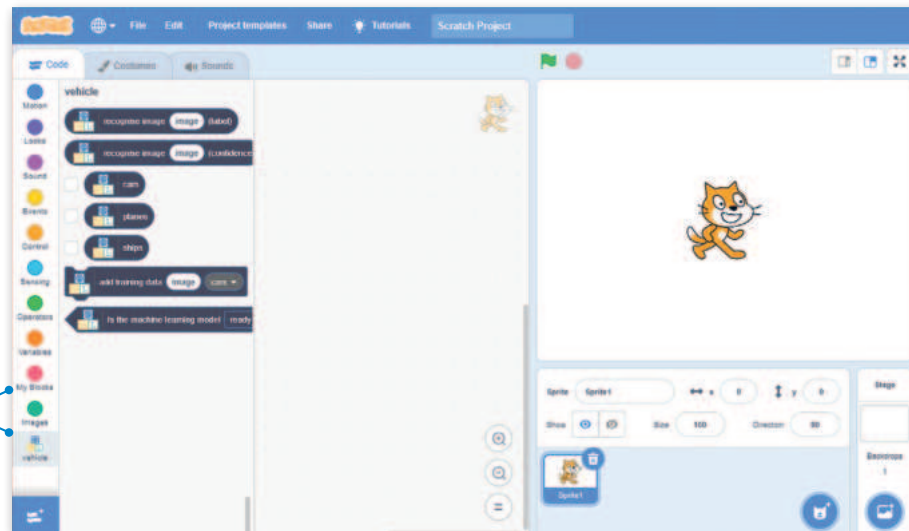 SCRATCH
File Edit Project templates Share Tutorials Scratch Project
Code Costumes Sounds
Motion
Looks
Sound
Events
Control
Sensing
Operators
Variables
My Blocks
Images
vehicle
vehicle
recognise image image (label)
recognise image image (confidence
cars
planes
ships
add training data image cars
Is the machine learning model ready
Sprite Sprite1 x 0 y 0
Show Size 100 Direction 90
Sprite1
Stage
Backdrops
1